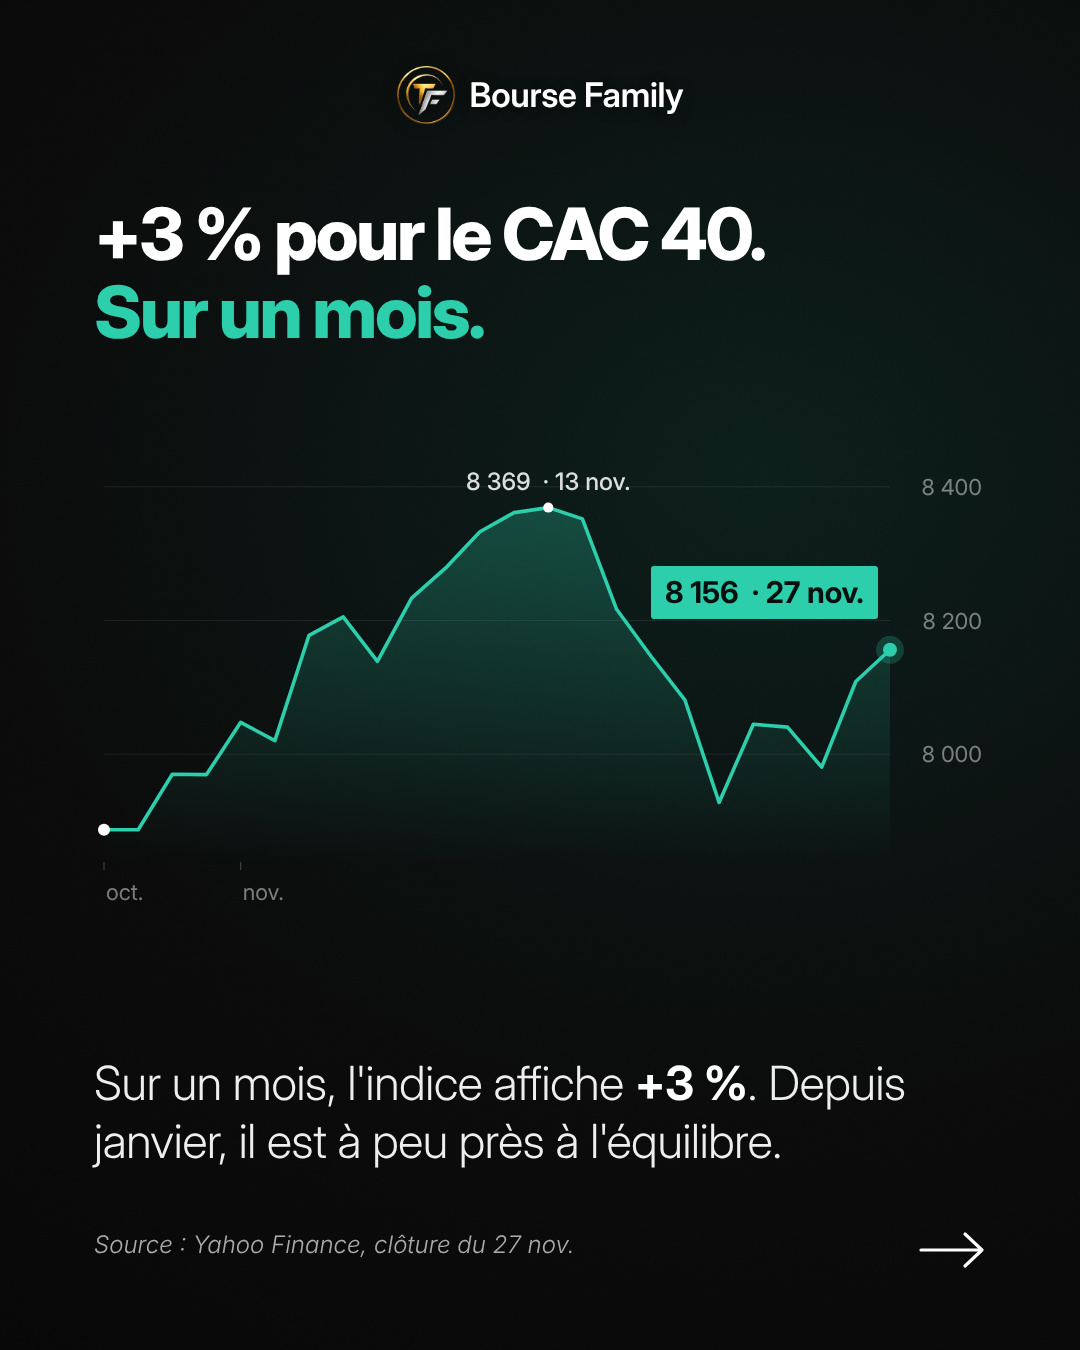 TF Bourse Family
+3 % pour le CAC 40.
Sur un mois.
8 369 · 13 nov.
8 400
8 156 · 27 nov.
8 200
8 000
oct.
nov.
Sur un mois, l'indice affiche +3 %. Depuis
janvier, il est à peu près à l'équilibre.
Source : Yahoo Finance, clôture du 27 nov.